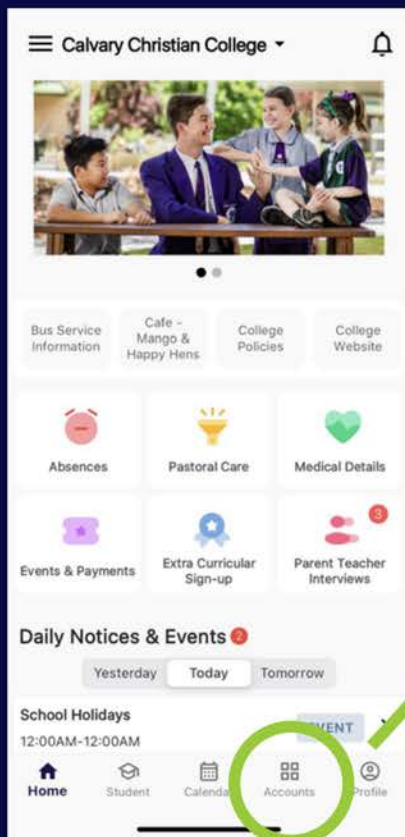 Calvary Christian College
Bus Service
Information
Cafe -
Mango &
Happy Hens
College
Policies
College
Website
Absences
Pastoral Care
Medical Details
3
Events & Payments
Extra Curricular
Sign-up
Parent Teacher
Interviews
Daily Notices & Events 2
Yesterday
Today
Tomorrow
School Holidays
12:00AM-12:00AM
Home
Student
Accounts
Profile